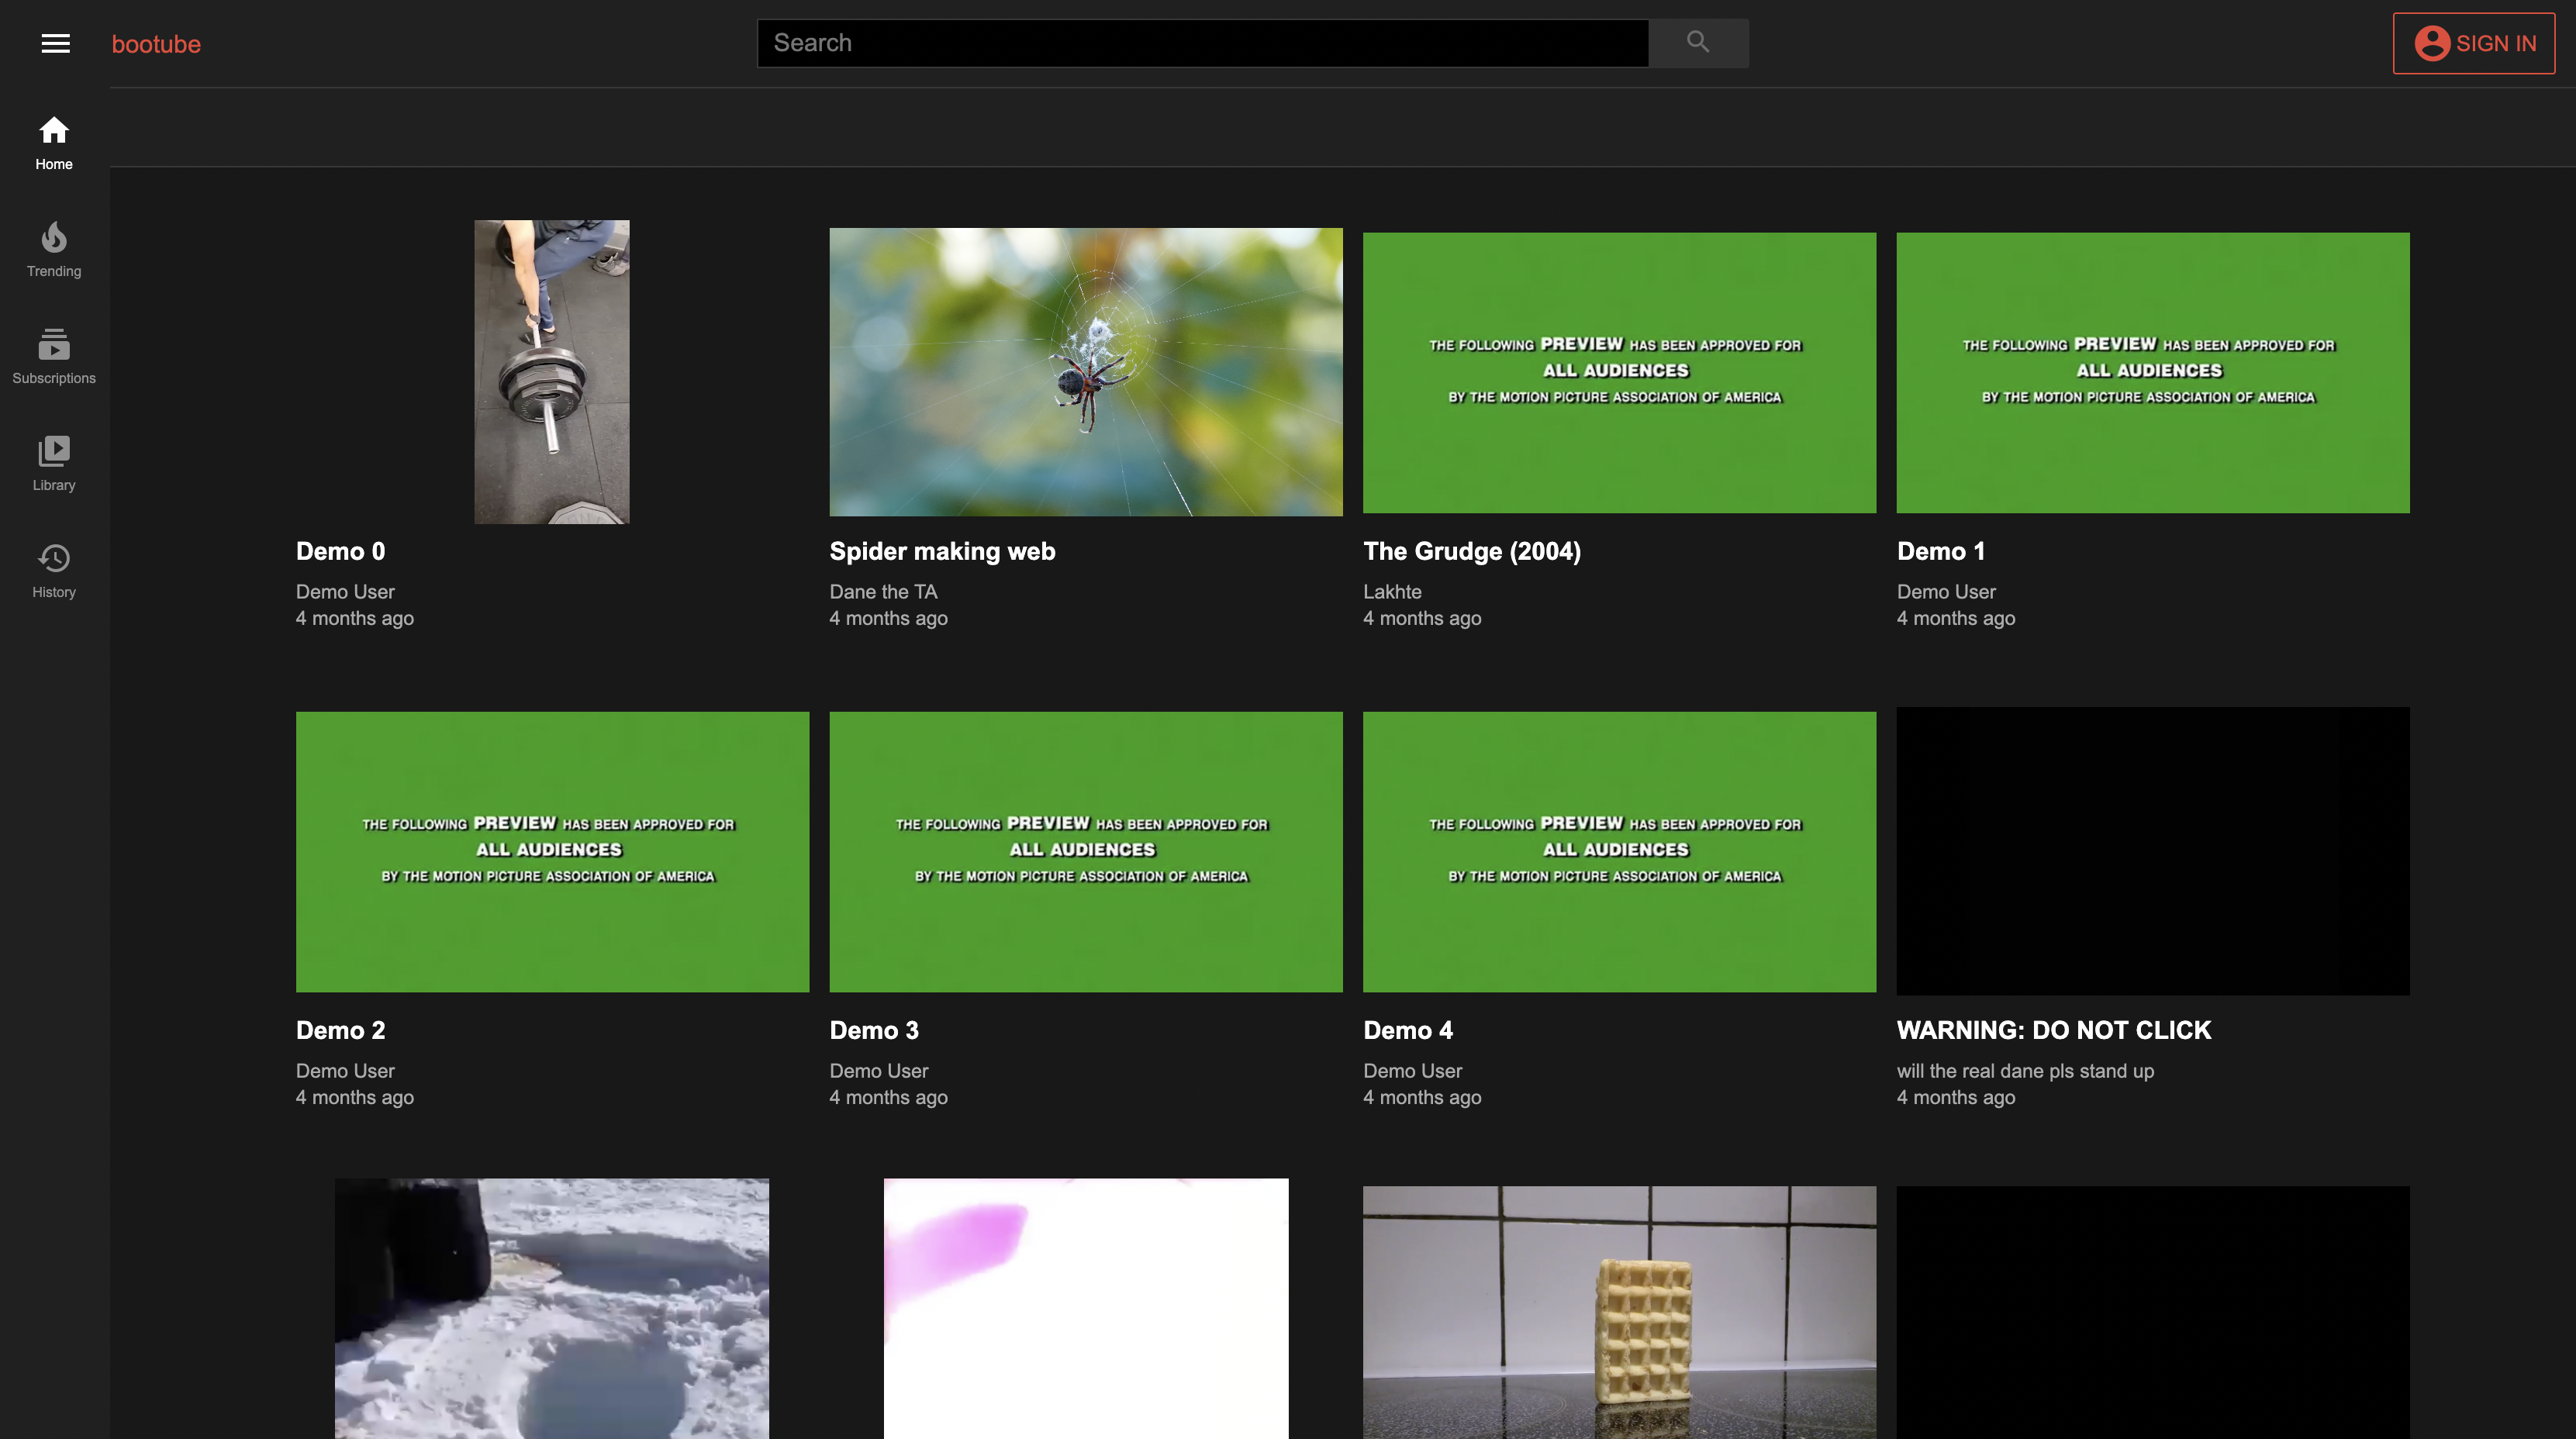 bootube
Search
SIGN IN
Home
Trending
Subscriptions
Library
History
THE FOLLOWING PREVIEW HAS BEEN APPROVED FOR
ALL AUDIENCES
BY THE MOTION PICTURE ASSOCIATION OF AMERICA
THE FOLLOWING PREVIEW HAS BEEN APPROVED FOR
ALL AUDIENCES
BY THE MOTION PICTURE ASSOCIATION OF AMERICA
Demo 0
Demo User
4 months ago
Spider making web
Dane the TA
4 months ago
The Grudge (2004)
Lakhte
4 months ago
Demo 1
Demo User
4 months ago
THE FOLLOWING PREVIEW HAS BEEN APPROVED FOR
ALL AUDIENCES
BY THE MOTION PICTURE ASSOCIATION OF AMERICA
THE FOLLOWING PREVIEW HAS BEEN APPROVED FOR
ALL AUDIENCES
BY THE MOTION PICTURE ASSOCIATION OF AMERICA
THE FOLLOWING PREVIEW HAS BEEN APPROVED FOR
ALL AUDIENCES
BY THE MOTION PICTURE ASSOCIATION OF AMERICA
Demo 2
Demo User
4 months ago
Demo 3
Demo User
4 months ago
Demo 4
Demo User
4 months ago
WARNING: DO NOT CLICK
will the real dane pls stand up
4 months ago